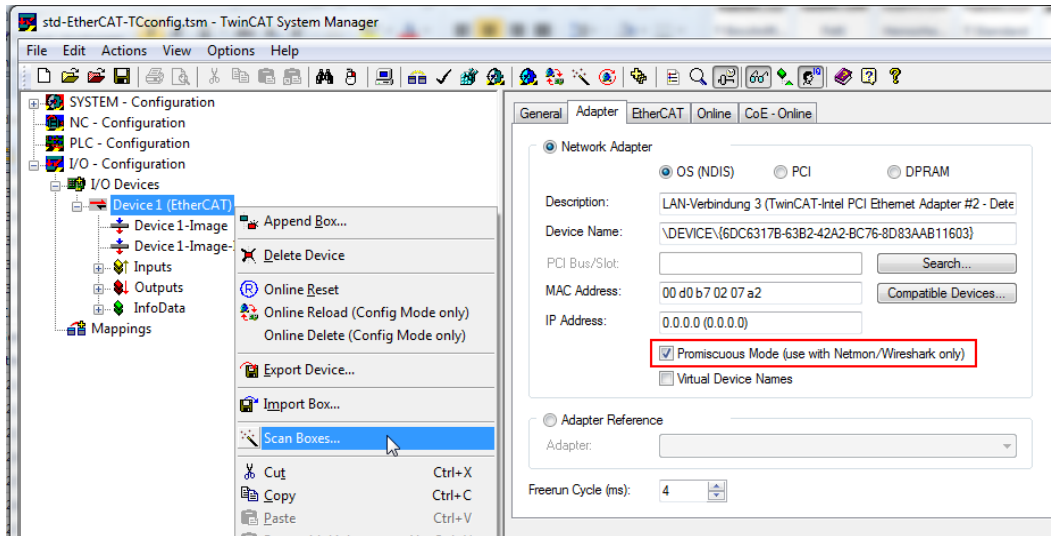 std-EtherCAT-TCconfig.tsm - TwinCAT System Manager
File Edit Actions View Options Help
SYSTEM - Configuration
NC - Configuration
PLC - Configuration
I/O - Configuration
I/O Devices
Device 1 (EtherCAT)
Device 1-Image
Device 1-Image-
Inputs
Outputs
InfoData
Mappings
Append Box...
Delete Device
Online Reset
Online Reload (Config Mode only)
Online Delete (Config Mode only)
Export Device...
Import Box...
Scan Boxes...
Cut Ctrl+X
Copy Ctrl+C
Paste Ctrl+V
General Adapter EtherCAT Online CoE - Online
Network Adapter
OS (NDIS) PCI DPRAM
Description: LAN-Verbindung 3 (TwinCAT-Intel PCI Ethernet Adapter #2 - Dete
Device Name: \DEVICE\{6DC6317B-63B2-42A2-BC76-8D83AAB11603}
PCI Bus/Slot: Search...
MAC Address: 00 d0 b7 02 07 a2 Compatible Devices...
IP Address: 0.0.0.0 (0.0.0.0)
Promiscuous Mode (use with Netmon/Wireshark only)
Virtual Device Names
Adapter Reference
Adapter:
Freerun Cycle (ms): 4